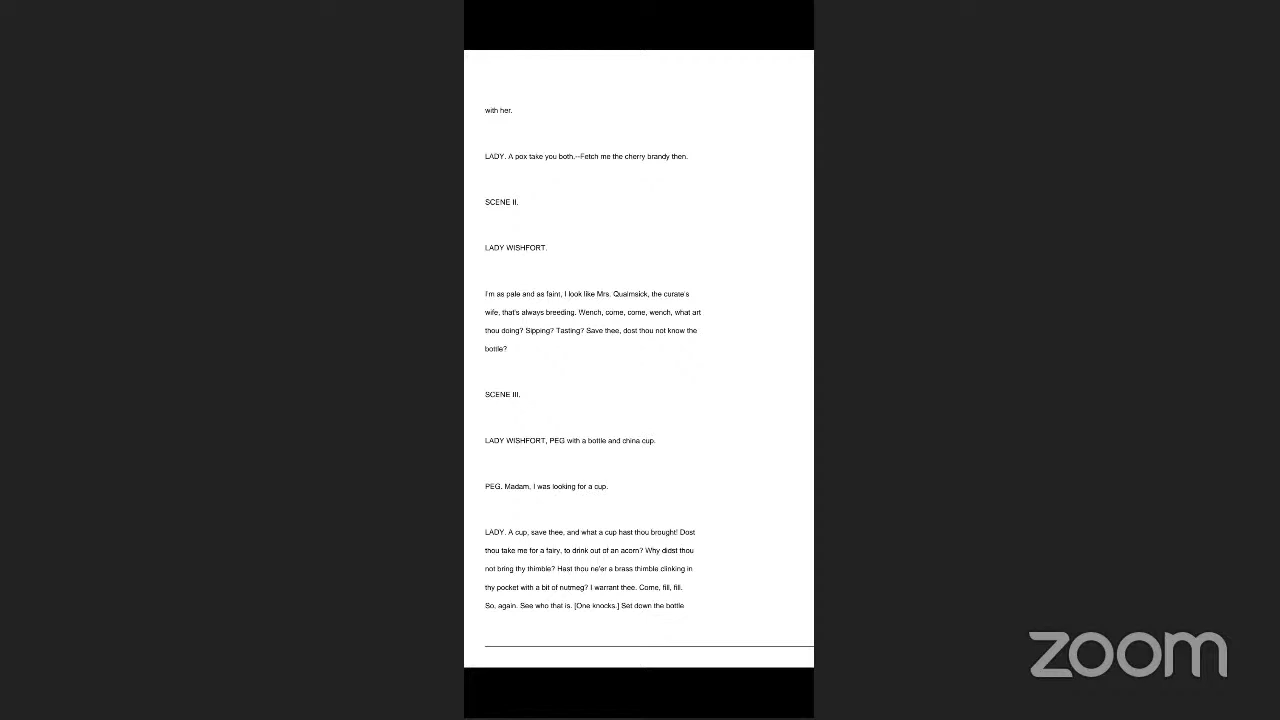 with her.
LADY. A pox take you both.--Fetch me the cherry brandy then.
SCENE II.
LADY WISHFORT.
I'm as pale and as faint, I look like Mrs. Qualmsick, the curate's
wife, that's always breeding. Wench, come, come, wench, what art
thou doing? Sipping? Tasting? Save thee, dost thou not know the
bottle?
SCENE III.
LADY WISHFORT, PEG with a bottle and china cup.
PEG. Madam, I was looking for a cup.
LADY. A cup, save thee, and what a cup hast thou brought! Dost
thou take me for a fairy, to drink out of an acorn? Why didst thou
not bring thy thimble? Hast thou ne'er a brass thimble clinking in
thy pocket with a bit of nutmeg? I warrant thee. Come, fill, fill.
So, again. See who that is. [One knocks.] Set down the bottle
zoom